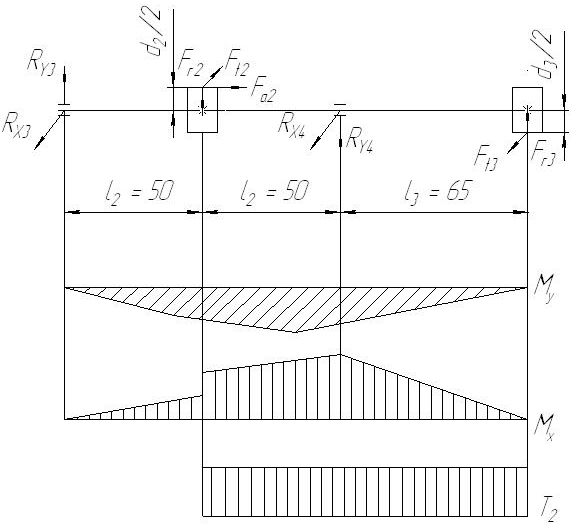 d2/2
d3/2
RY3
Fr2
Ft2
Fa2
RX3
RX4
RY4
Ft3
Fr3
l2 = 50
l2 = 50
l3 = 65
My
Mx
T2